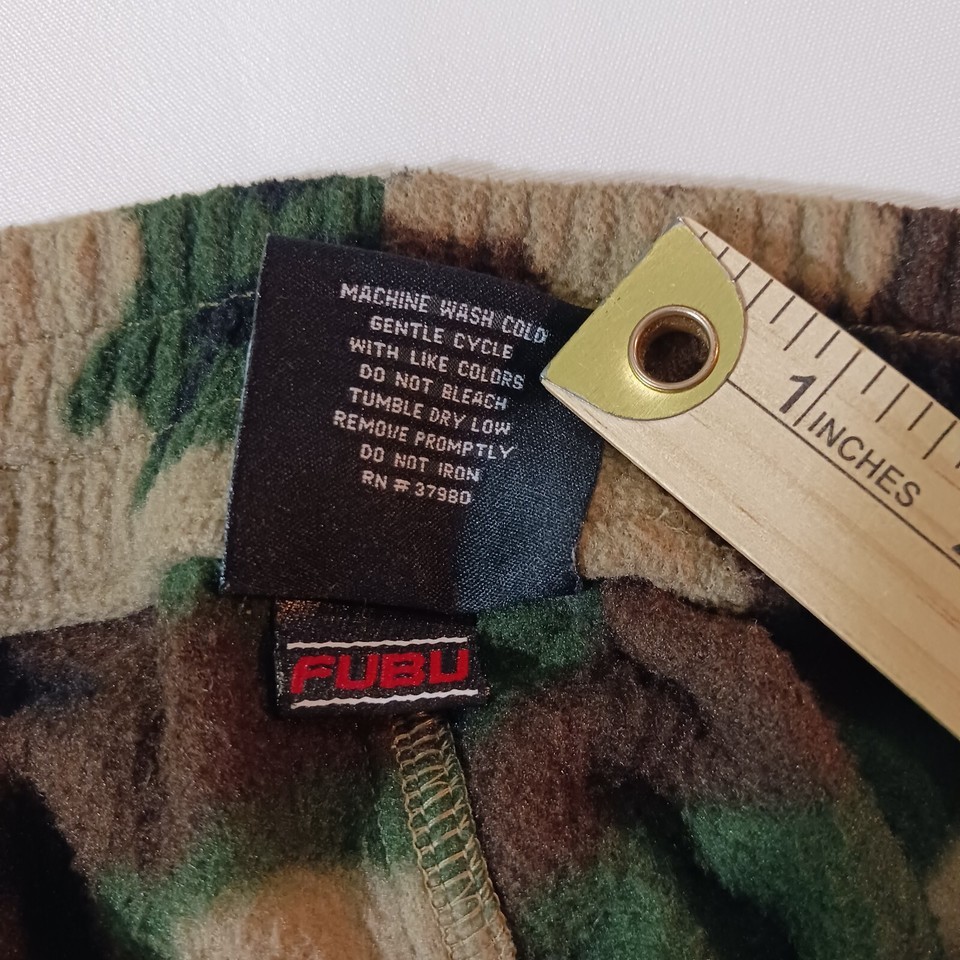 MACHINE WASH COLD
GENTLE CYCLE
WITH LIKE COLORS
DO NOT BLEACH
TUMBLE DRY LOW
REMOVE PROMPTLY
DO NOT IRON
RN #37980
FUBU
1 INCHES